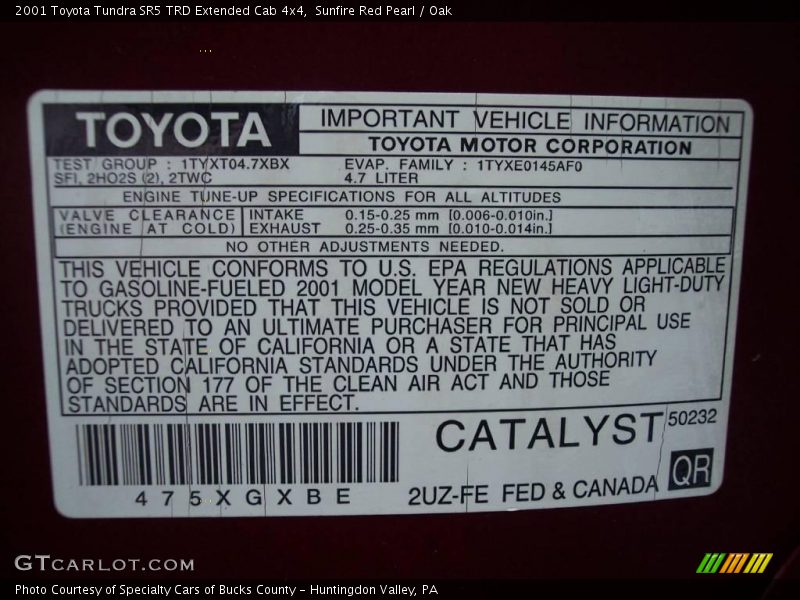 2001 Toyota Tundra SR5 TRD Extended Cab 4x4, Sunfire Red Pearl / Oak
TOYOTA
IMPORTANT VEHICLE INFORMATION
TOYOTA MOTOR CORPORATION
TEST GROUP : 1TYXT04.7XBX EVAP. FAMILY : 1TYXE0145AF0
SFI, 2HO2S (2), 2TWC 4.7 LITER
ENGINE TUNE-UP SPECIFICATIONS FOR ALL ALTITUDES
VALVE CLEARANCE INTAKE 0.15-0.25 mm [0.006-0.010in.]
(ENGINE AT COLD) EXHAUST 0.25-0.35 mm [0.010-0.014in.]
NO OTHER ADJUSTMENTS NEEDED.
THIS VEHICLE CONFORMS TO U.S. EPA REGULATIONS APPLICABLE
TO GASOLINE-FUELED 2001 MODEL YEAR NEW HEAVY LIGHT-DUTY
TRUCKS PROVIDED THAT THIS VEHICLE IS NOT SOLD OR
DELIVERED TO AN ULTIMATE PURCHASER FOR PRINCIPAL USE
IN THE STATE OF CALIFORNIA OR A STATE THAT HAS
ADOPTED CALIFORNIA STANDARDS UNDER THE AUTHORITY
OF SECTION 177 OF THE CLEAN AIR ACT AND THOSE
STANDARDS ARE IN EFFECT.
CATALYST 50232
475XGXBE
2UZ-FE FED & CANADA QR
GTCARLOT.COM
Photo Courtesy of Specialty Cars of Bucks County - Huntingdon Valley, PA